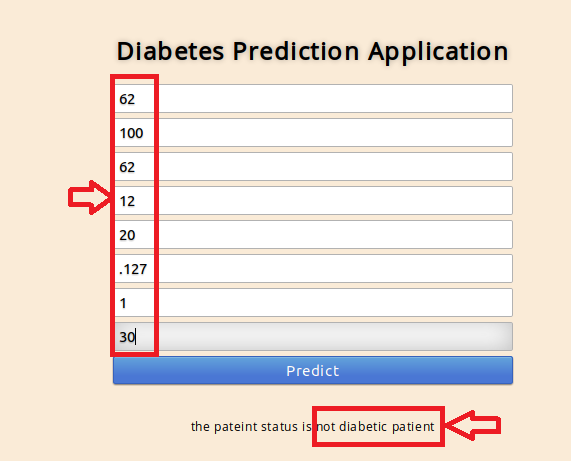 Diabetes Prediction Application
62
100
62
12
20
.127
1
30
Predict
the pateint status is not diabetic patient